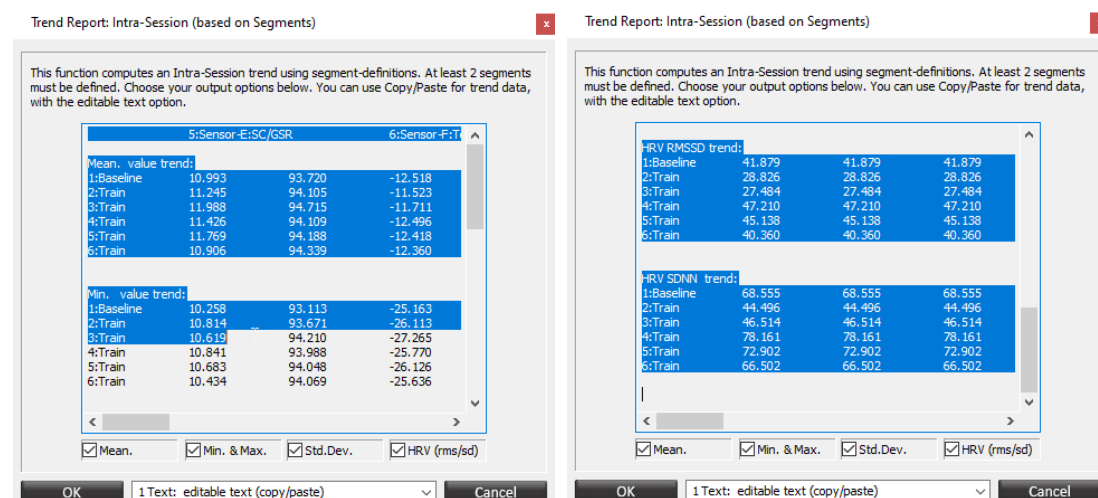 Trend Report: Intra-Session (based on Segments)
x
This function computes an Intra-Session trend using segment-definitions. At least 2 segments
must be defined. Choose your output options below. You can use Copy/Paste for trend data,
with the editable text option.
5:Sensor-E:SC/GSR 6:Sensor-F:T
Mean. value trend:
1:Baseline 10.993 93.720 -12.518
2:Train 11.245 94.105 -11.523
3:Train 11.988 94.715 -11.711
4:Train 11.426 94.109 -12.496
5:Train 11.769 94.188 -12.418
6:Train 10.906 94.339 -12.360
Min. value trend:
1:Baseline 10.258 93.113 -25.163
2:Train 10.814 93.671 -26.113
3:Train 10.619 94.210 -27.265
4:Train 10.841 93.988 -25.770
5:Train 10.683 94.048 -26.126
6:Train 10.434 94.069 -25.636
Mean. Min. & Max. Std.Dev. HRV (rms/sd)
OK 1 Text: editable text (copy/paste) Cancel
Trend Report: Intra-Session (based on Segments)
This function computes an Intra-Session trend using segment-definitions. At least 2 segments
must be defined. Choose your output options below. You can use Copy/Paste for trend data,
with the editable text option.
HRV RMSSD trend:
1:Baseline 41.879 41.879 41.879
2:Train 28.826 28.826 28.826
3:Train 27.484 27.484 27.484
4:Train 47.210 47.210 47.210
5:Train 45.138 45.138 45.138
6:Train 40.360 40.360 40.360
HRV SDNN trend:
1:Baseline 68.555 68.555 68.555
2:Train 44.496 44.496 44.496
3:Train 46.514 46.514 46.514
4:Train 78.161 78.161 78.161
5:Train 72.902 72.902 72.902
6:Train 66.502 66.502 66.502
Mean. Min. & Max. Std.Dev. HRV (rms/sd)
OK 1 Text: editable text (copy/paste) Cancel